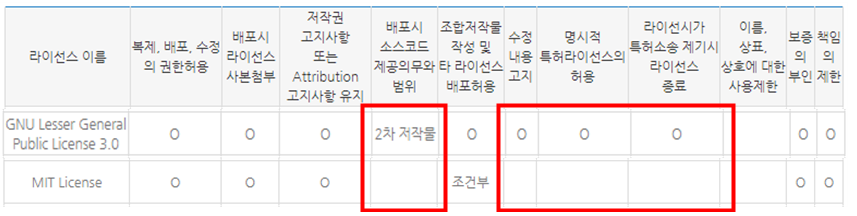 라이선스 이름
복제, 배포, 수정
의 권한허용
배포시
라이선스
사본첨부
저작권
고지사항
또는
Attribution
고지사항 유지
배포시
소스코드
제공의무와
범위
조합저작물
작성 및
타 라이선스
배포허용
수정
내용
고지
명시적
특허라이선스의
허용
라이선시가
특허소송 제기시
라이선스
종료
이름,
상표,
상호에 대한
사용제한
보증
의
부인
책임
의
제한
GNU Lesser General
Public License 3.0
O O O 2차 저작물 O O O O O O
MIT License O O O 조건부 O O